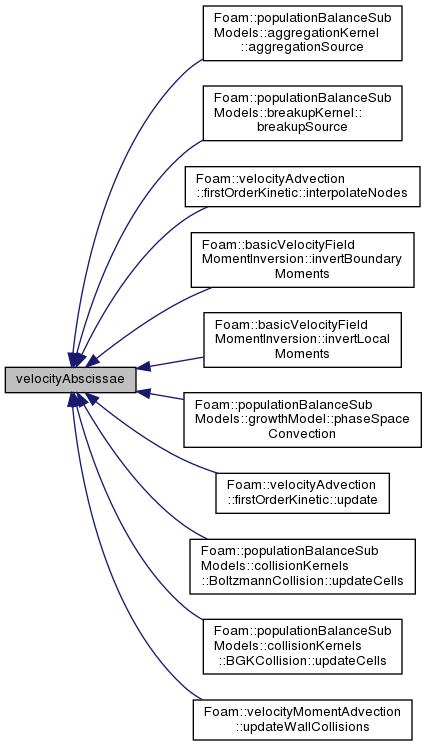 Foam::populationBalanceSub
Models::aggregationKernel
::aggregationSource
Foam::populationBalanceSub
Models::breakupKernel::
breakupSource
Foam::velocityAdvection
::firstOrderKinetic::interpolateNodes
Foam::basicVelocityField
MomentInversion::invertBoundary
Moments
Foam::basicVelocityField
MomentInversion::invertLocal
Moments
velocityAbscissae
Foam::populationBalanceSub
Models::growthModel::phaseSpace
Convection
Foam::velocityAdvection
::firstOrderKinetic::update
Foam::populationBalanceSub
Models::collisionKernels
::BoltzmannCollision::updateCells
Foam::populationBalanceSub
Models::collisionKernels
::BGKCollision::updateCells
Foam::velocityMomentAdvection
::updateWallCollisions